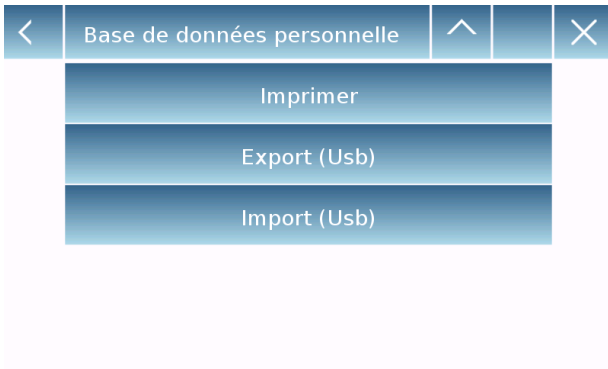 Base de données personnelle
Imprimer
Export (Usb)
Import (Usb)